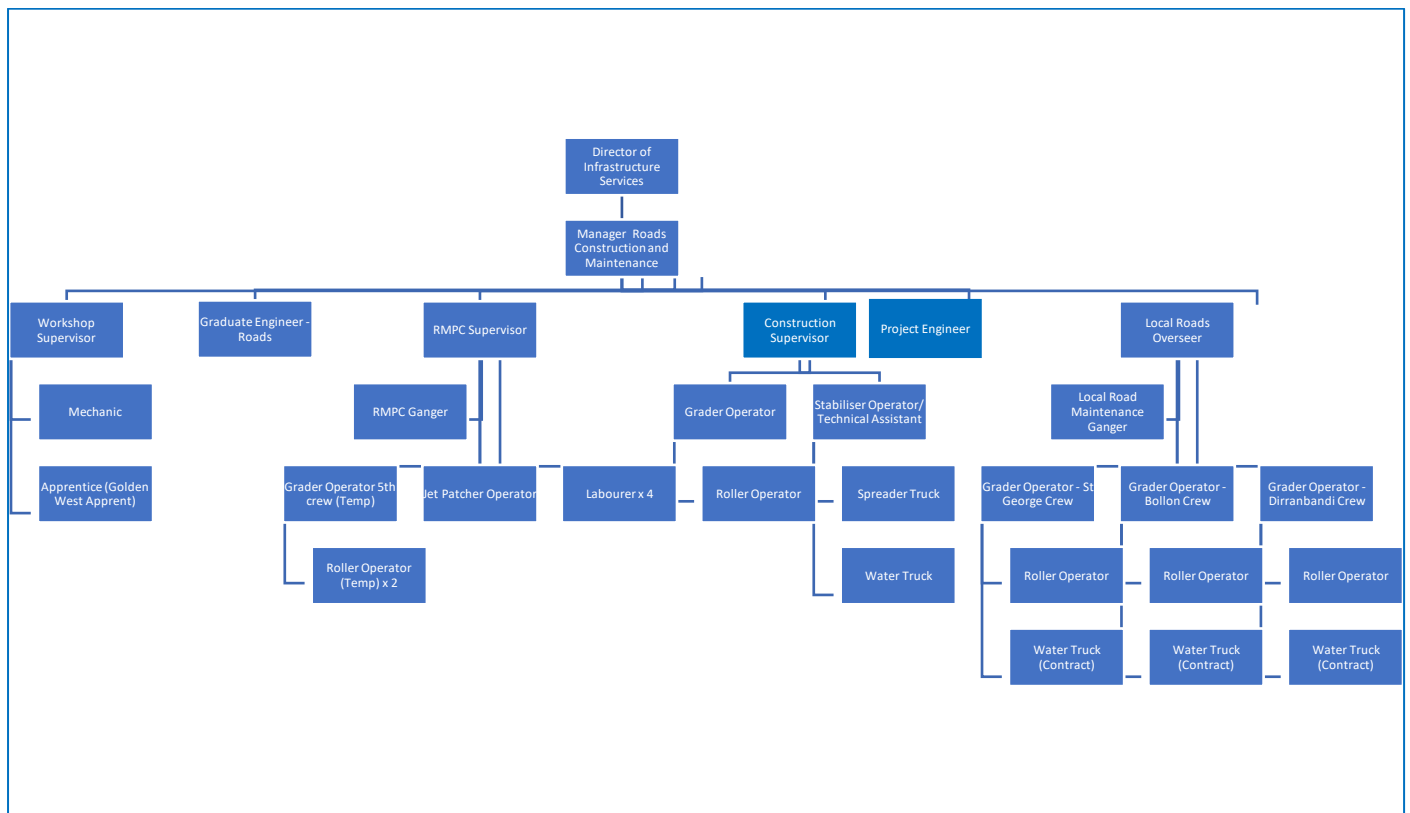 Director of
Infrastructure
Services
Manager Roads
Construction and
Maintenance
Workshop
Supervisor
Graduate Engineer -
Roads
RMPC Supervisor
Construction
Supervisor
Project Engineer
Local Roads
Overseer
Mechanic
RMPC Ganger
Grader Operator
Stabiliser Operator/
Technical Assistant
Local Road
Maintenance
Ganger
Apprentice (Golden
West Apprent)
Grader Operator 5th
crew (Temp)
Jet Patcher Operator
Labourer x 4
Roller Operator
Spreader Truck
Grader Operator - St
George Crew
Grader Operator -
Bollon Crew
Grader Operator -
Dirranbandi Crew
Roller Operator
(Temp) x 2
Water Truck
Roller Operator
Roller Operator
Roller Operator
Water Truck
(Contract)
Water Truck
(Contract)
Water Truck
(Contract)